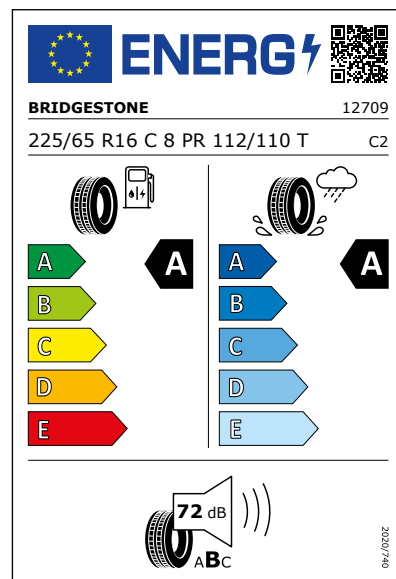 ENERG
BRIDGESTONE 12709
225/65 R16 C 8 PR 112/110 T C2
A A
B
C
D
E
A A
B
C
D
E
72 dB
ABC
2020/740